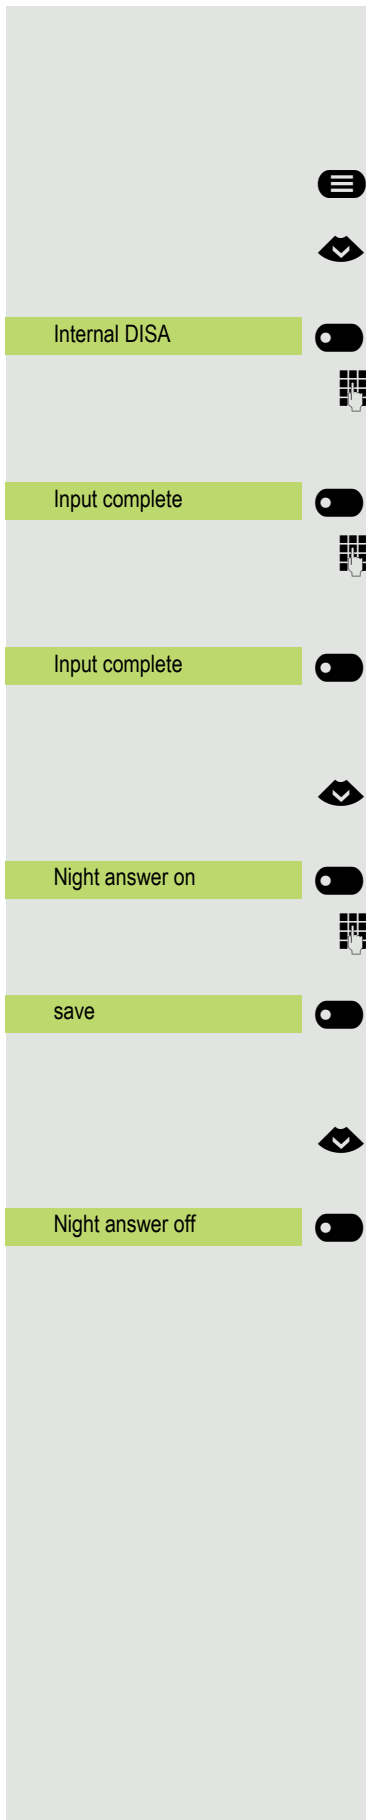 Internal DISA
Input complete
Input complete
Night answer on
save
Night answer off